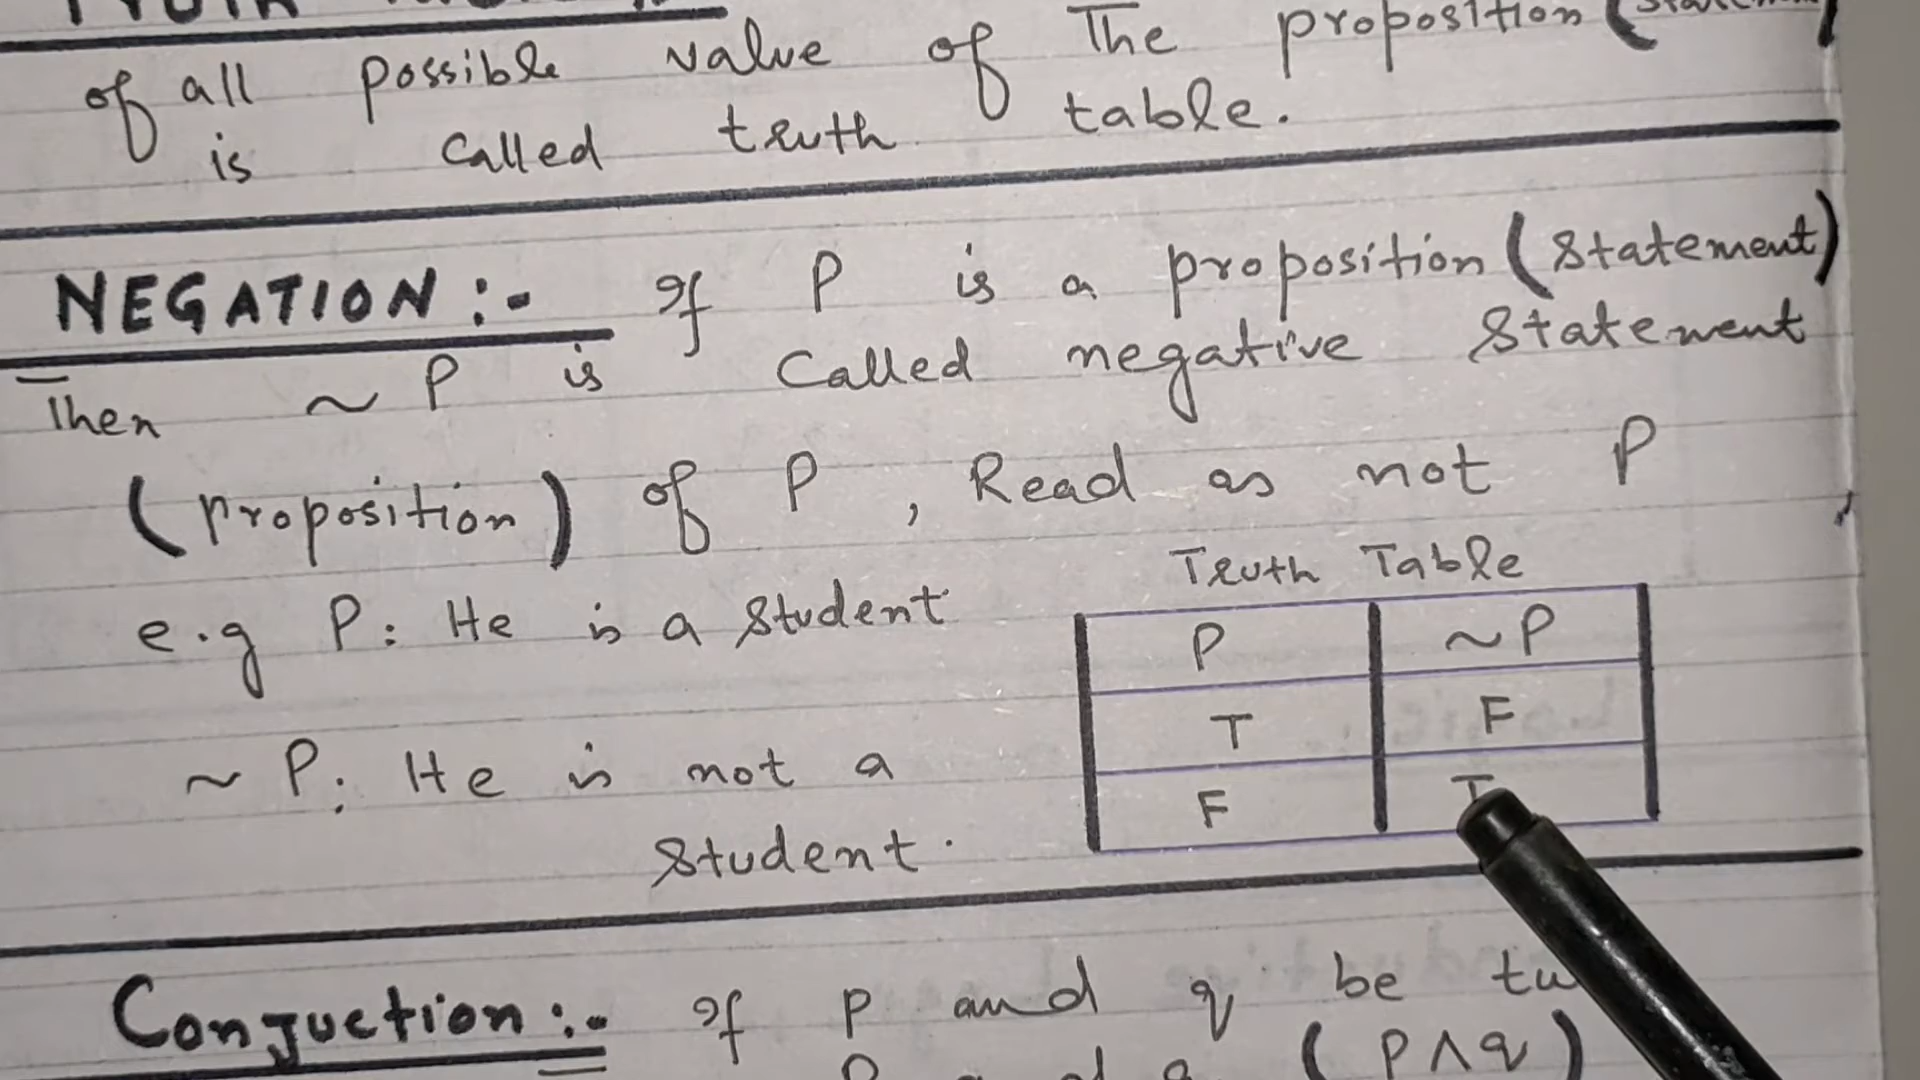 of all possible value of The proposition
is called truth table.
NEGATION :- If P is a proposition (statement)
Then ~ P is Called negative statement
(proposition) of P, Read as not P,
e.g P: He is a student
~ P: He is not a
student.
Truth Table
P ~P
T F
F T
Conjuction :- If p and q be
(p∧q)